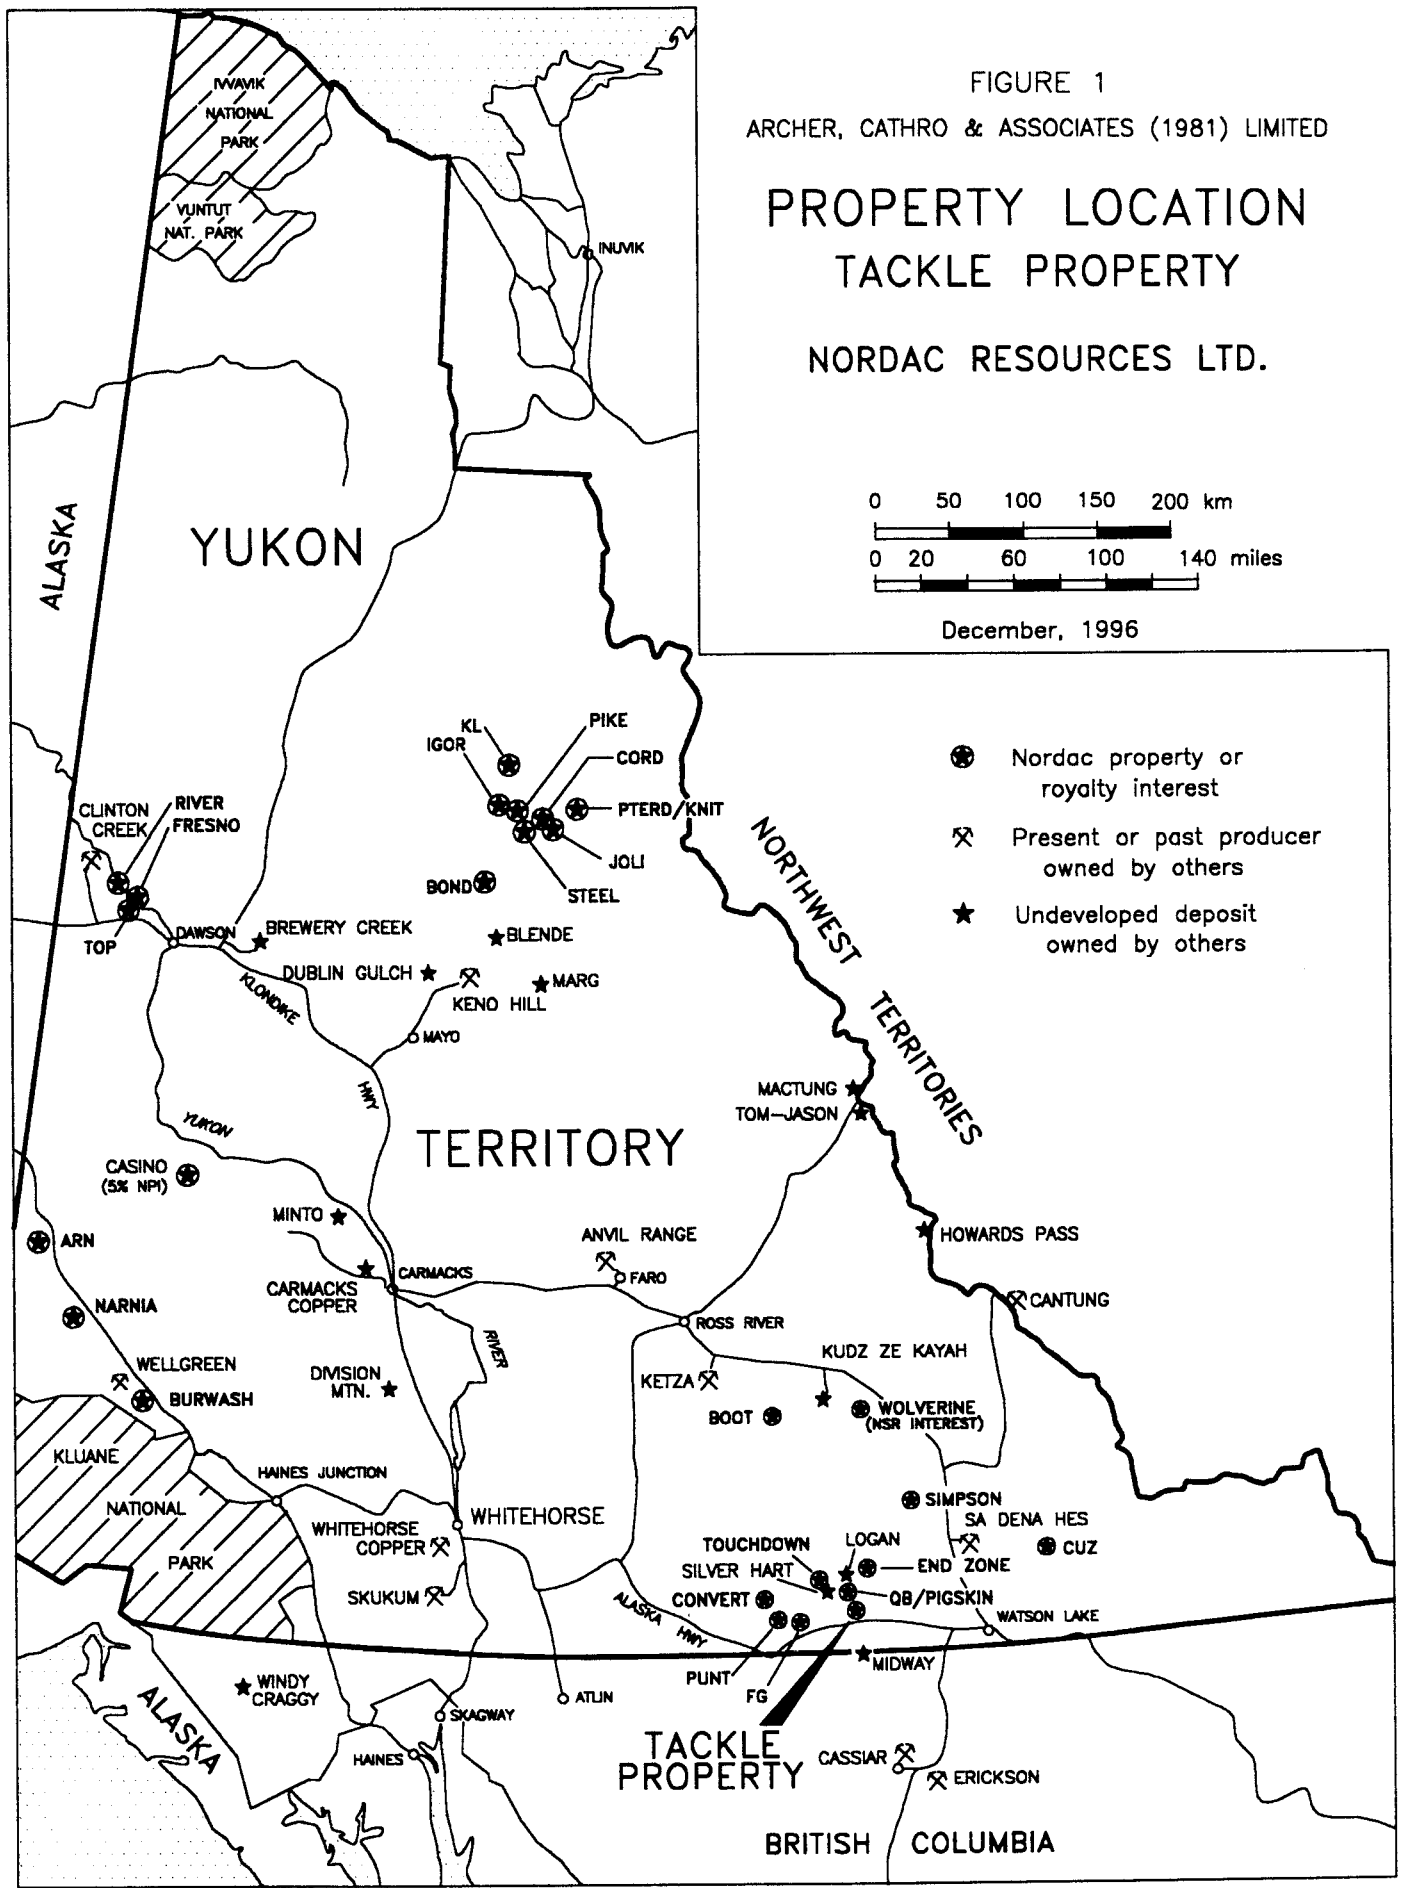 FIGURE 1
ARCHER, CATHRO & ASSOCIATES (1981) LIMITED
PROPERTY LOCATION
TACKLE PROPERTY
NORDAC RESOURCES LTD.
0 50 100 150 200 km
0 20 60 100 140 miles
December, 1996
Nordac property or
royalty interest
Present or past producer
owned by others
Undeveloped deposit
owned by others
IVVAVIK
NATIONAL
PARK
VUNTUT
NAT. PARK
INUVIK
ALASKA
YUKON
KL
IGOR
PIKE
CORD
PTERD/KNIT
JOLI
STEEL
BOND
CLINTON
CREEK
RIVER
FRESNO
TOP
DAWSON
BREWERY CREEK
BLENDE
DUBLIN GULCH
MARG
KENO HILL
KLONDIKE
MAYO
HWY
NORTHWEST
TERRITORIES
MACTUNG
TOM-JASON
YUKON
TERRITORY
CASINO
(5% NPI)
MINTO
ARN
ANVIL RANGE
FARO
HOWARDS PASS
CARMACKS
CARMACKS
COPPER
CANTUNG
NARNIA
RIVER
ROSS RIVER
KUDZ ZE KAYAH
WELLGREEN
BURWASH
DIVISION
MTN.
KETZA
BOOT
WOLVERINE
(NSR INTEREST)
KLUANE
NATIONAL
PARK
HAINES JUNCTION
WHITEHORSE
WHITEHORSE
COPPER
SKUKUM
SIMPSON
SA DENA HES
CUZ
TOUCHDOWN
LOGAN
SILVER HART
END ZONE
CONVERT
QB/PIGSKIN
ALASKA HWY
WATSON LAKE
PUNT
FG
MIDWAY
WINDY
CRAGGY
ALASKA
ATLIN
SKAGWAY
HAINES
TACKLE
PROPERTY
CASSIAR
ERICKSON
BRITISH COLUMBIA